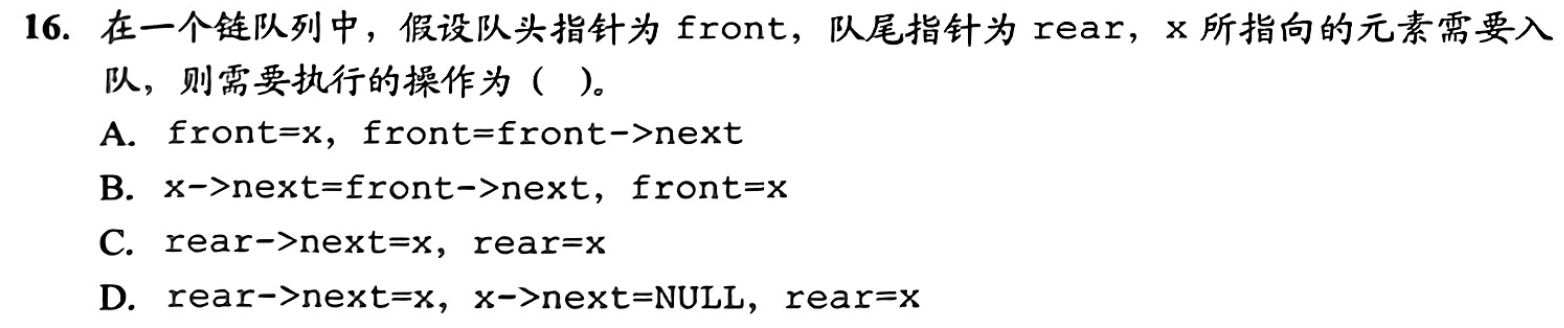 16. 在一个链队列中，假设队头指针为 front，队尾指针为 rear，x 所指向的元素需要入
队，则需要执行的操作为（ ）。
A. front=x, front=front->next
B. x->next=front->next, front=x
C. rear->next=x, rear=x
D. rear->next=x, x->next=NULL, rear=x